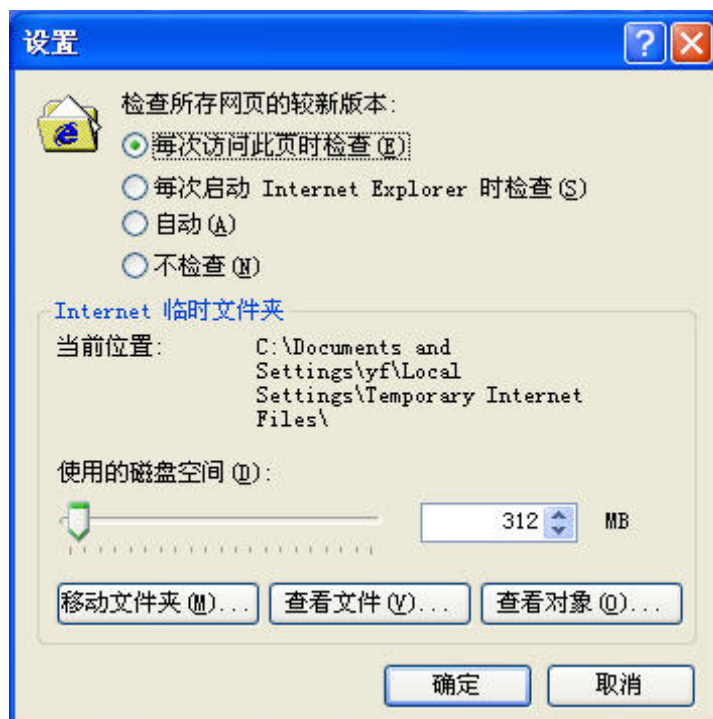 设置
检查所存网页的较新版本:
每次访问此页时检查(E)
每次启动 Internet Explorer 时检查(S)
自动(A)
不检查(N)
Internet 临时文件夹
当前位置: C:\Documents and
Settings\yf\Local
Settings\Temporary Internet
Files\
使用的磁盘空间(D):
312 MB
移动文件夹(M)... 查看文件(V)... 查看对象(O)...
确定 取消